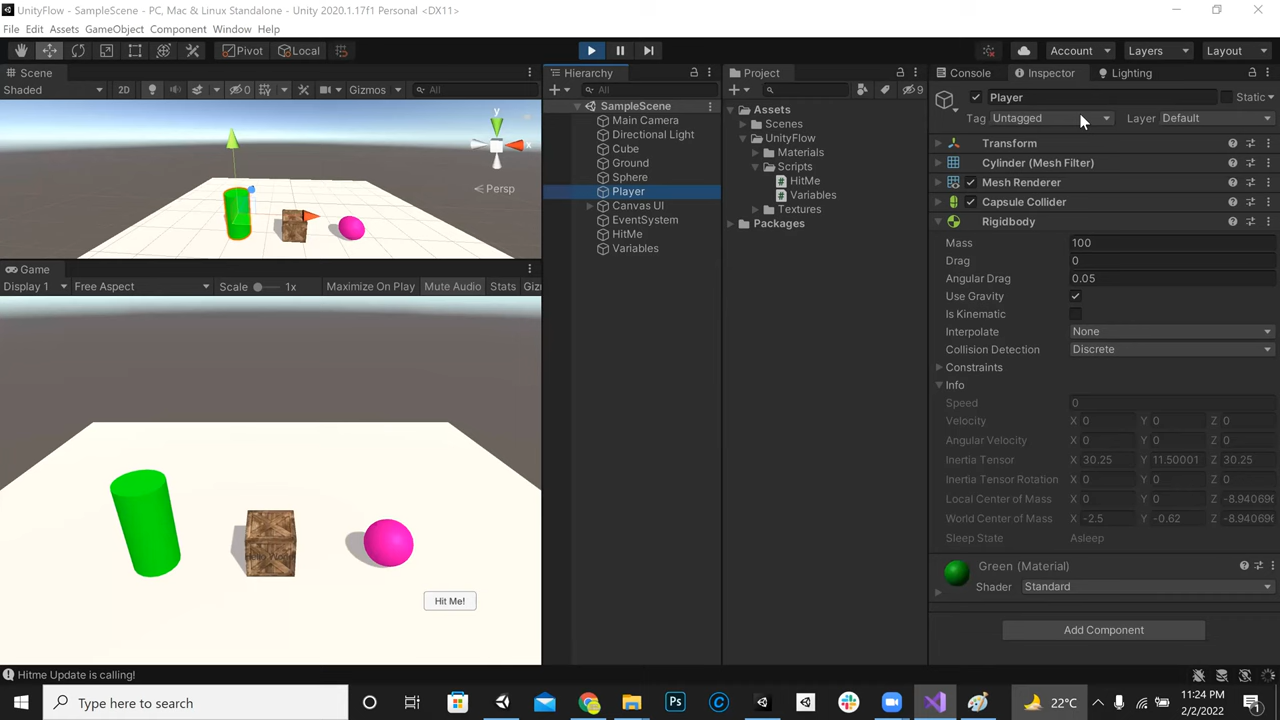 UnityFlow - SampleScene - PC, Mac & Linux Standalone - Unity 2020.1.17f1 Personal <DX11>
File Edit Assets GameObject Component Window Help
Pivot Local Account Layers Layout
Scene
Shaded 2D 0 Gizmos All
y
x
Persp
Game
Display 1 Free Aspect Scale 1x Maximize On Play Mute Audio Stats Giz
Hit Me!
Hierarchy
All
SampleScene
Main Camera
Directional Light
Cube
Ground
Sphere
Player
Canvas UI
EventSystem
HitMe
Variables
Project
9
Assets
Scenes
UnityFlow
Materials
Scripts
HitMe
Variables
Textures
Packages
Console Inspector Lighting
Player Static
Tag Untagged Layer Default
Transform
Cylinder (Mesh Filter)
Mesh Renderer
Capsule Collider
Rigidbody
Mass 100
Drag 0
Angular Drag 0.05
Use Gravity
Is Kinematic
Interpolate None
Collision Detection Discrete
Constraints
Info
Speed 0
Velocity X 0 Y 0 Z 0
Angular Velocity X 0 Y 0 Z 0
Inertia Tensor X 30.25 Y 11.50001 Z 30.25
Inertia Tensor Rotation X 0 Y 0 Z 0
Local Center of Mass X 0 Y 0 Z -8.94069
World Center of Mass X -2.5 Y -0.62 Z -8.94069
Sleep State Asleep
Green (Material)
Shader Standard
Add Component
Hitme Update is calling!
Type here to search
Ps
22°C
11:24 PM
2/2/2022